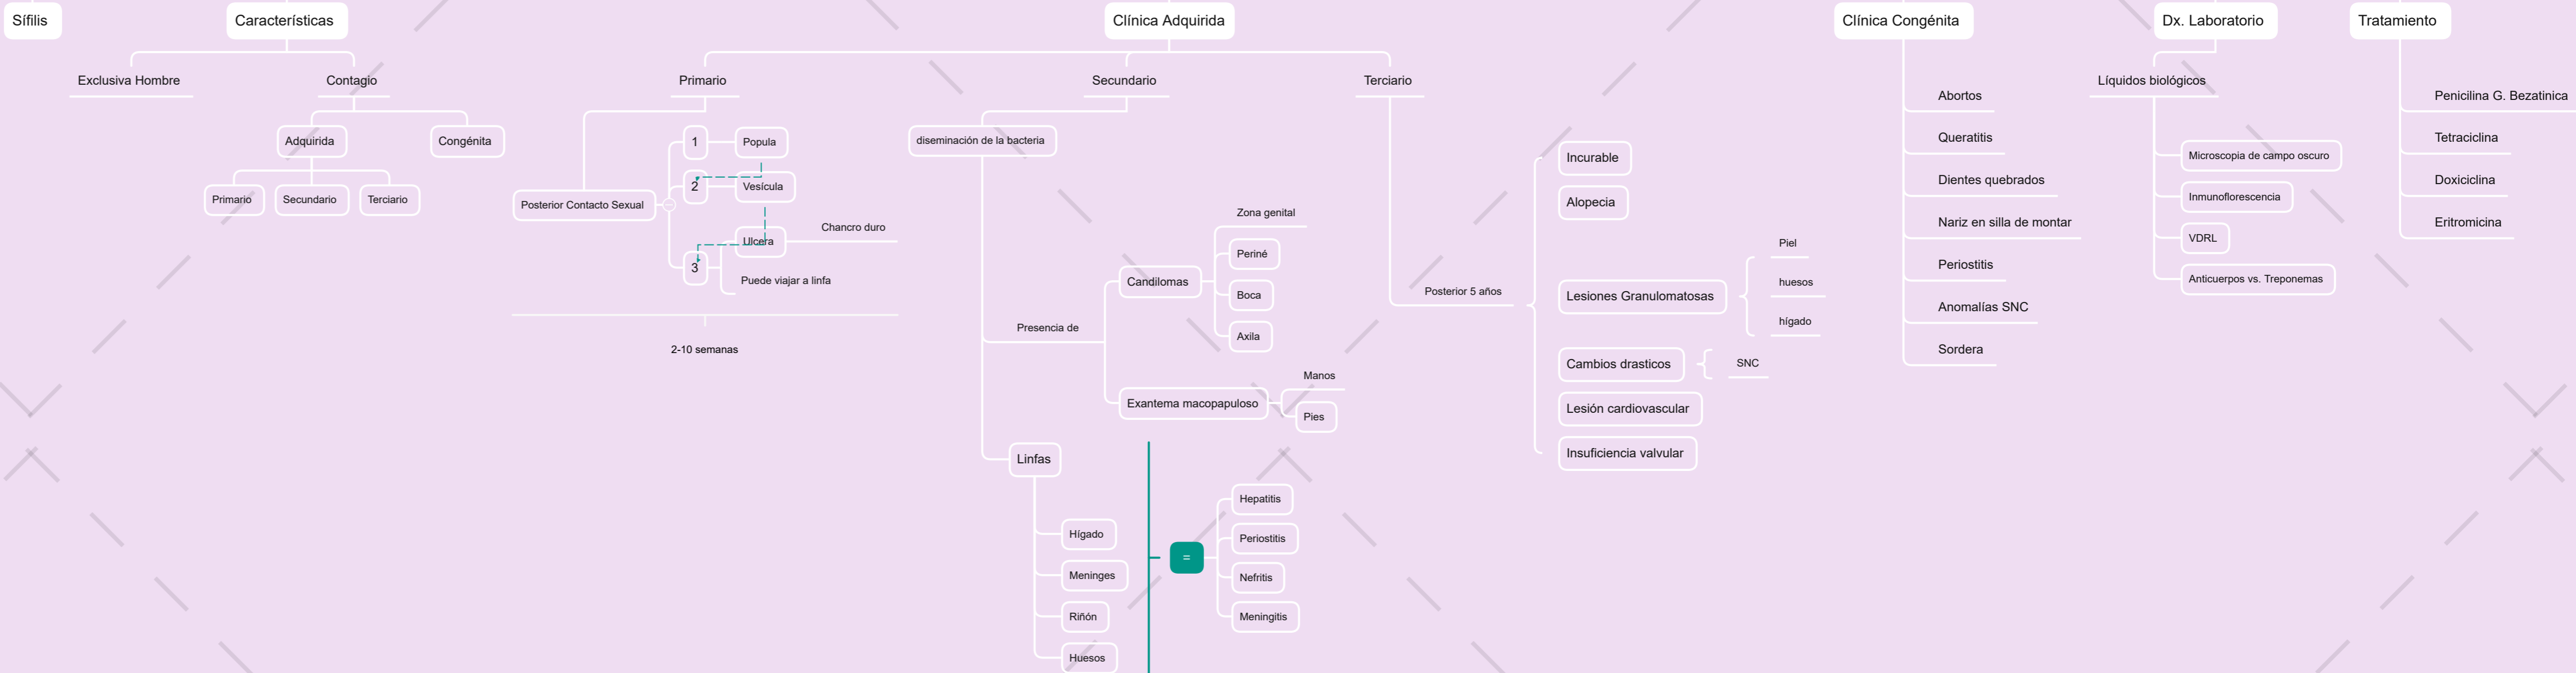 Sífilis
Características
Exclusiva Hombre
Contagio
Adquirida
Congénita
Primario
Secundario
Terciario
Clínica Adquirida
Primario
Posterior Contacto Sexual
1
Popula
2
Vesícula
3
Ulcera
Chancro duro
Puede viajar a linfa
2-10 semanas
Secundario
diseminación de la bacteria
Presencia de
Candilomas
Zona genital
Periné
Boca
Axila
Exantema macopapuloso
Manos
Pies
Linfas
Hígado
Meninges
Riñón
Huesos
=
Hepatitis
Periostitis
Nefritis
Meningitis
Terciario
Posterior 5 años
Incurable
Alopecia
Lesiones Granulomatosas
Piel
huesos
hígado
Cambios drasticos
SNC
Lesión cardiovascular
Insuficiencia valvular
Clínica Congénita
Abortos
Queratitis
Dientes quebrados
Nariz en silla de montar
Periostitis
Anomalías SNC
Sordera
Dx. Laboratorio
Líquidos biológicos
Microscopia de campo oscuro
Inmunoflorescencia
VDRL
Anticuerpos vs. Treponemas
Tratamiento
Penicilina G. Bezatinica
Tetraciclina
Doxiciclina
Eritromicina